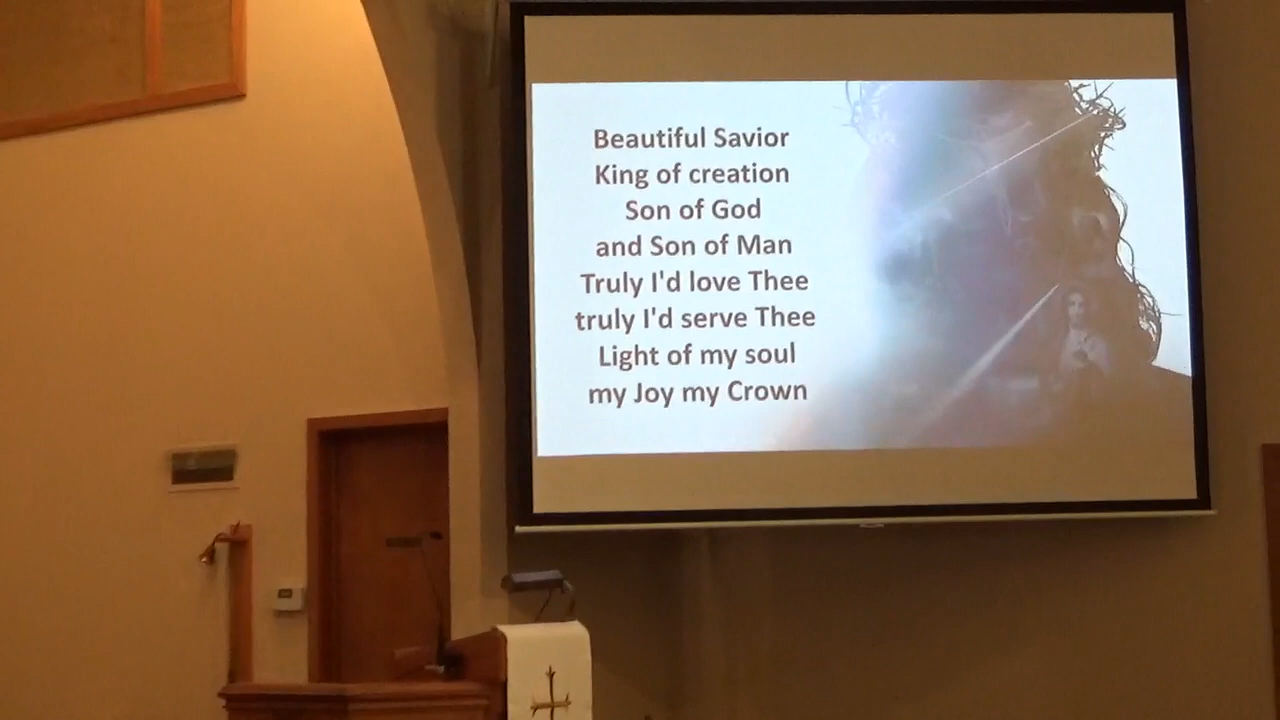 Beautiful Savior
King of creation
Son of God
and Son of Man
Truly I'd love Thee
truly I'd serve Thee
Light of my soul
my Joy my Crown